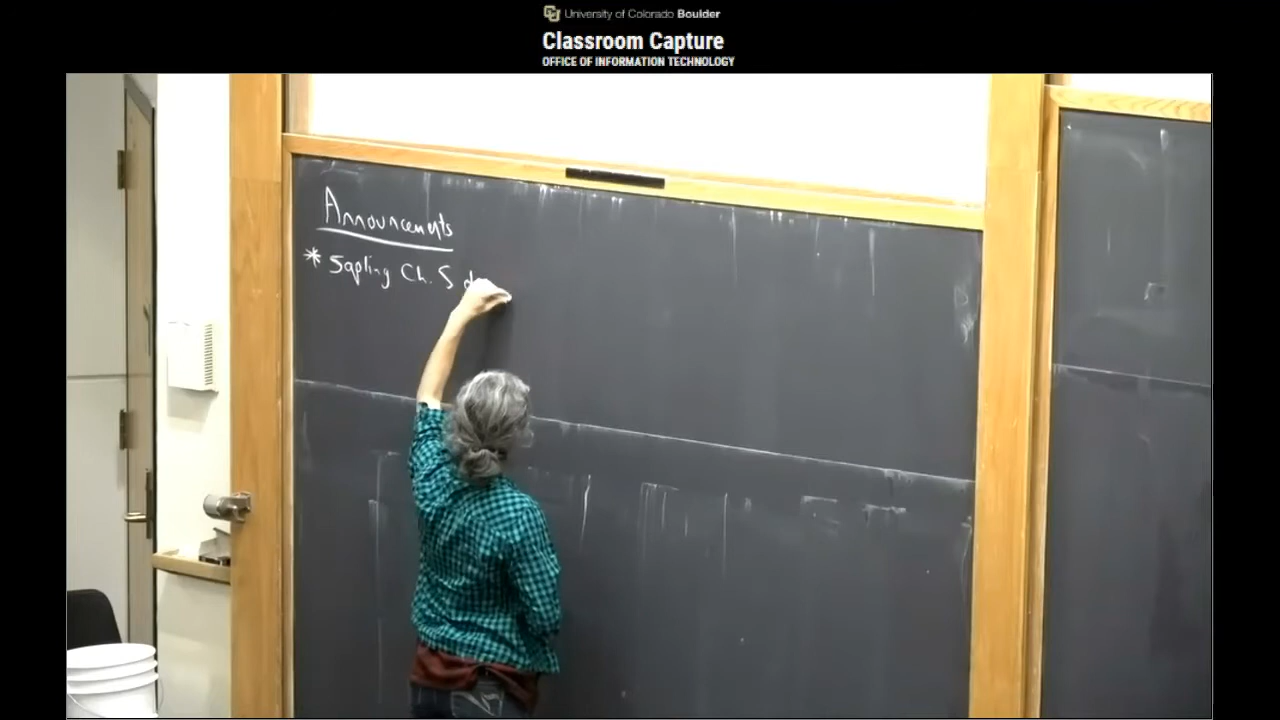 University of Colorado Boulder
Classroom Capture
OFFICE OF INFORMATION TECHNOLOGY
Announcements
* Sapling Ch. 5